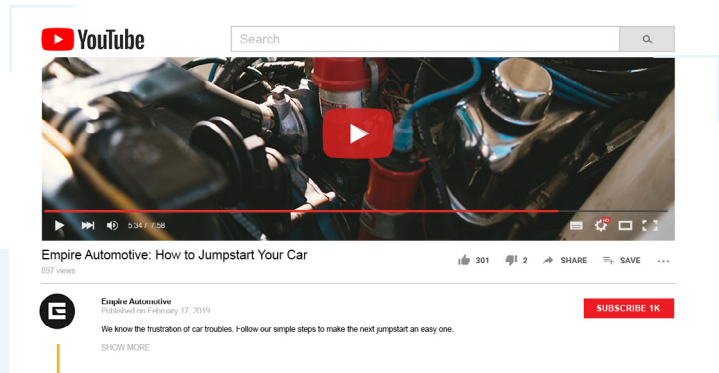 YouTube
Search
HD
5:34 / 7:58
Empire Automotive: How to Jumpstart Your Car
301 2 SHARE SAVE
897 views
Empire Automotive
Published on February 17, 2019
SUBSCRIBE 1K
We know the frustration of car troubles. Follow our simple steps to make the next jumpstart an easy one.
SHOW MORE